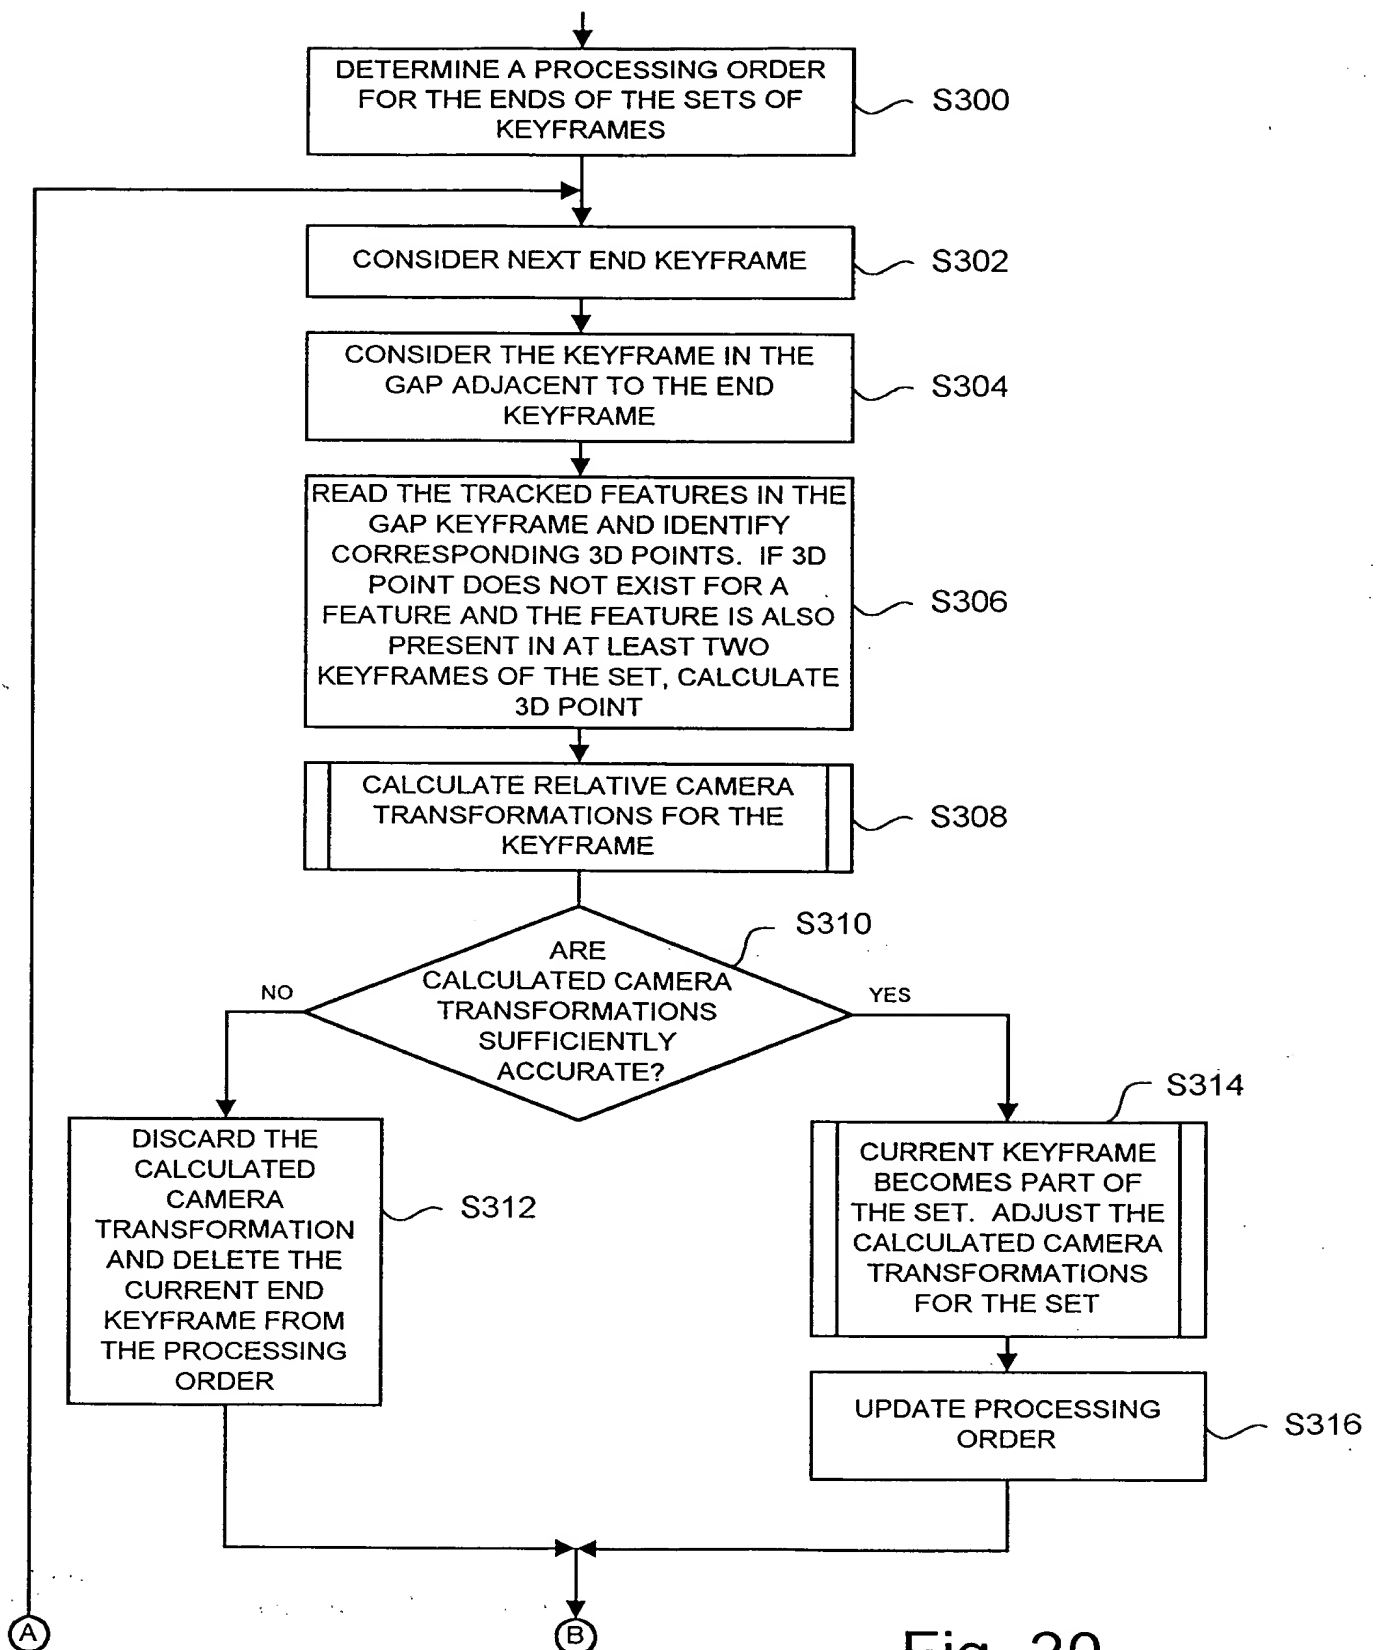 DETERMINE A PROCESSING ORDER
FOR THE ENDS OF THE SETS OF
KEYFRAMES
S300
CONSIDER NEXT END KEYFRAME
S302
CONSIDER THE KEYFRAME IN THE
GAP ADJACENT TO THE END
KEYFRAME
S304
READ THE TRACKED FEATURES IN THE
GAP KEYFRAME AND IDENTIFY
CORRESPONDING 3D POINTS. IF 3D
POINT DOES NOT EXIST FOR A
FEATURE AND THE FEATURE IS ALSO
PRESENT IN AT LEAST TWO
KEYFRAMES OF THE SET, CALCULATE
3D POINT
S306
CALCULATE RELATIVE CAMERA
TRANSFORMATIONS FOR THE
KEYFRAME
S308
ARE
CALCULATED CAMERA
TRANSFORMATIONS
SUFFICIENTLY
ACCURATE?
S310
NO
YES
DISCARD THE
CALCULATED
CAMERA
TRANSFORMATION
AND DELETE THE
CURRENT END
KEYFRAME FROM
THE PROCESSING
ORDER
S312
CURRENT KEYFRAME
BECOMES PART OF
THE SET. ADJUST THE
CALCULATED CAMERA
TRANSFORMATIONS
FOR THE SET
S314
UPDATE PROCESSING
ORDER
S316
A
B
Fig.